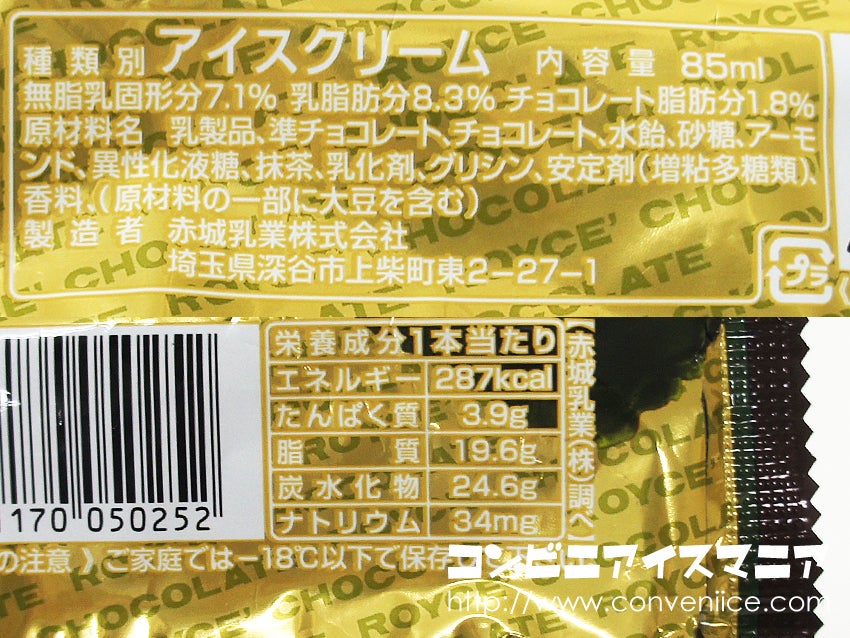 種類別 アイスクリーム 内容量 85ml
無脂乳固形分7.1% 乳脂肪分8.3% チョコレート脂肪分1.8%
原材料名 乳製品、準チョコレート、チョコレート、水飴、砂糖、アーモ
ンド、異性化液糖、抹茶、乳化剤、グリシン、安定剤(増粘多糖類)、
香料、(原材料の一部に大豆を含む)
製造者 赤城乳業株式会社
埼玉県深谷市上柴町東2-27-1
プラ
ROYCE' CHOCOLATE
栄養成分1本当たり
エネルギー 287kcal
たんぱく質 3.9g
脂質 19.6g
炭水化物 24.6g
ナトリウム 34mg
(赤城乳業(株)調べ)
170 050252
の注意》ご家庭では-18℃以下で保存
コンビニアイスマニア
http://www.conveniice.com